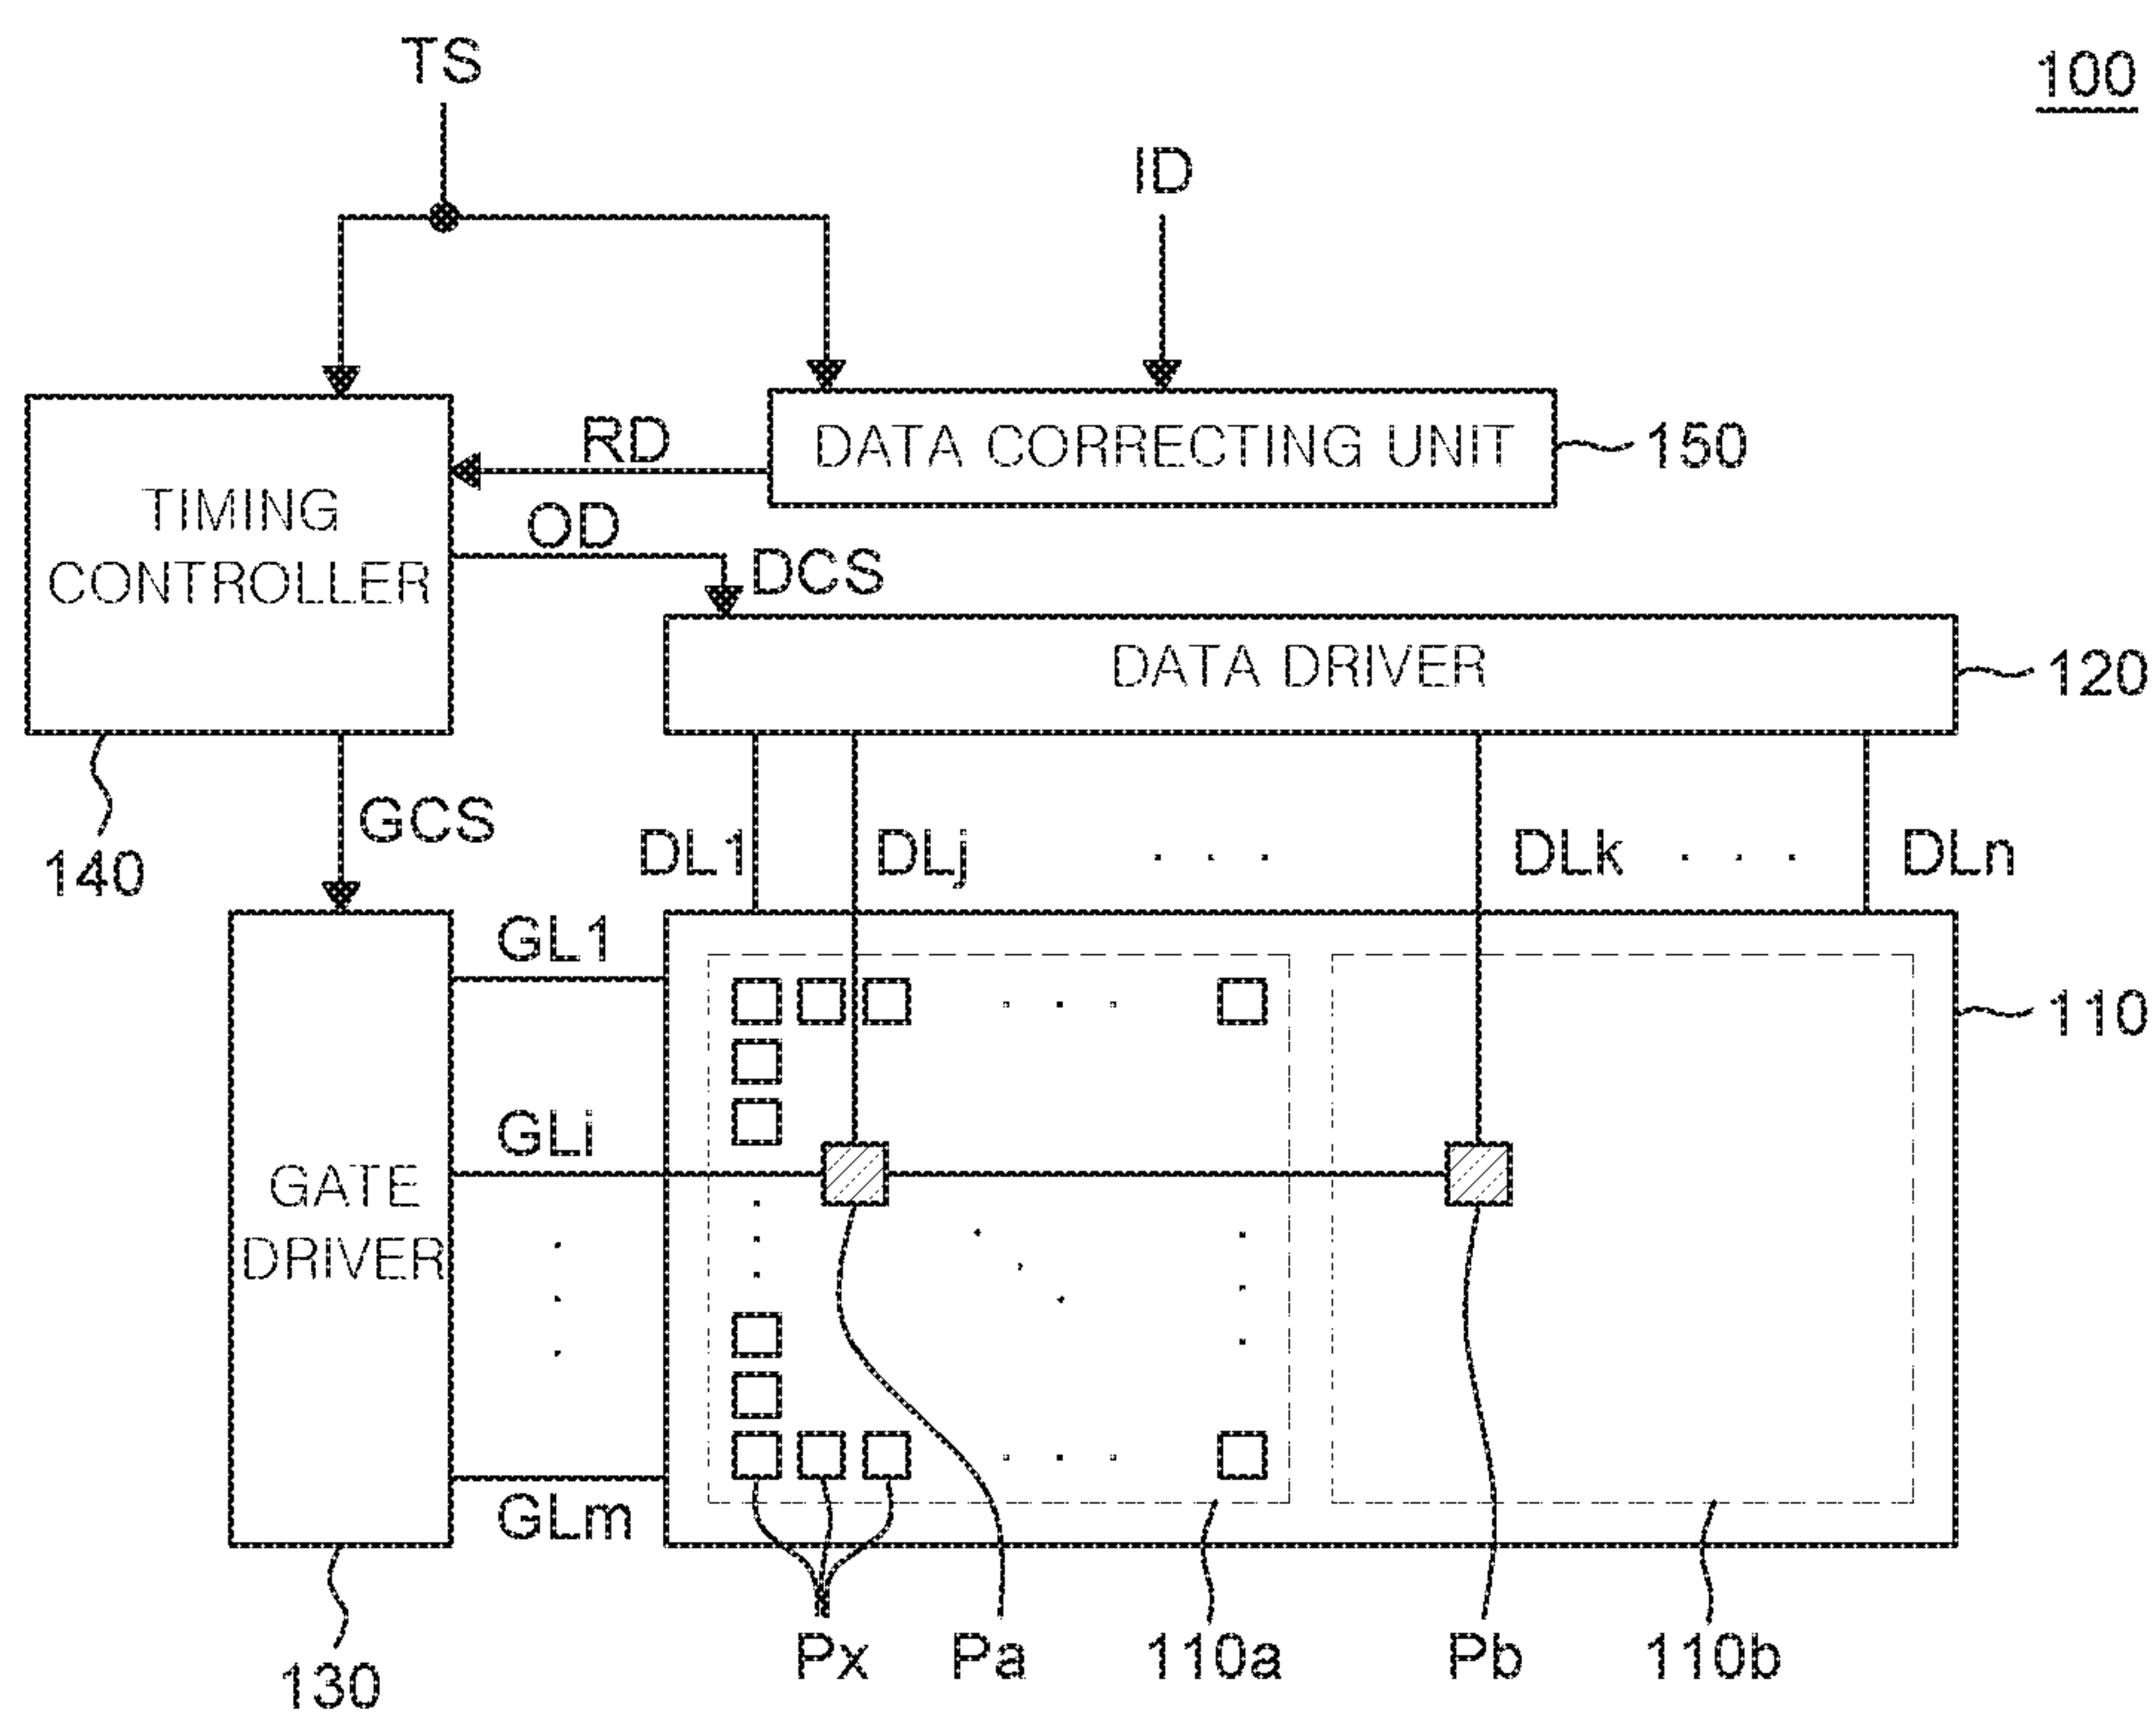 TS
100
ID
RD
DATA CORRECTING UNIT
150
TIMING
CONTROLLER
OD
DCS
DATA DRIVER
120
GCS
140
DL1
DLj
. . .
DLk
. . .
DLn
GL1
110
GLi
GATE
DRIVER
GLm
130
Px
Pa
110a
Pb
110b